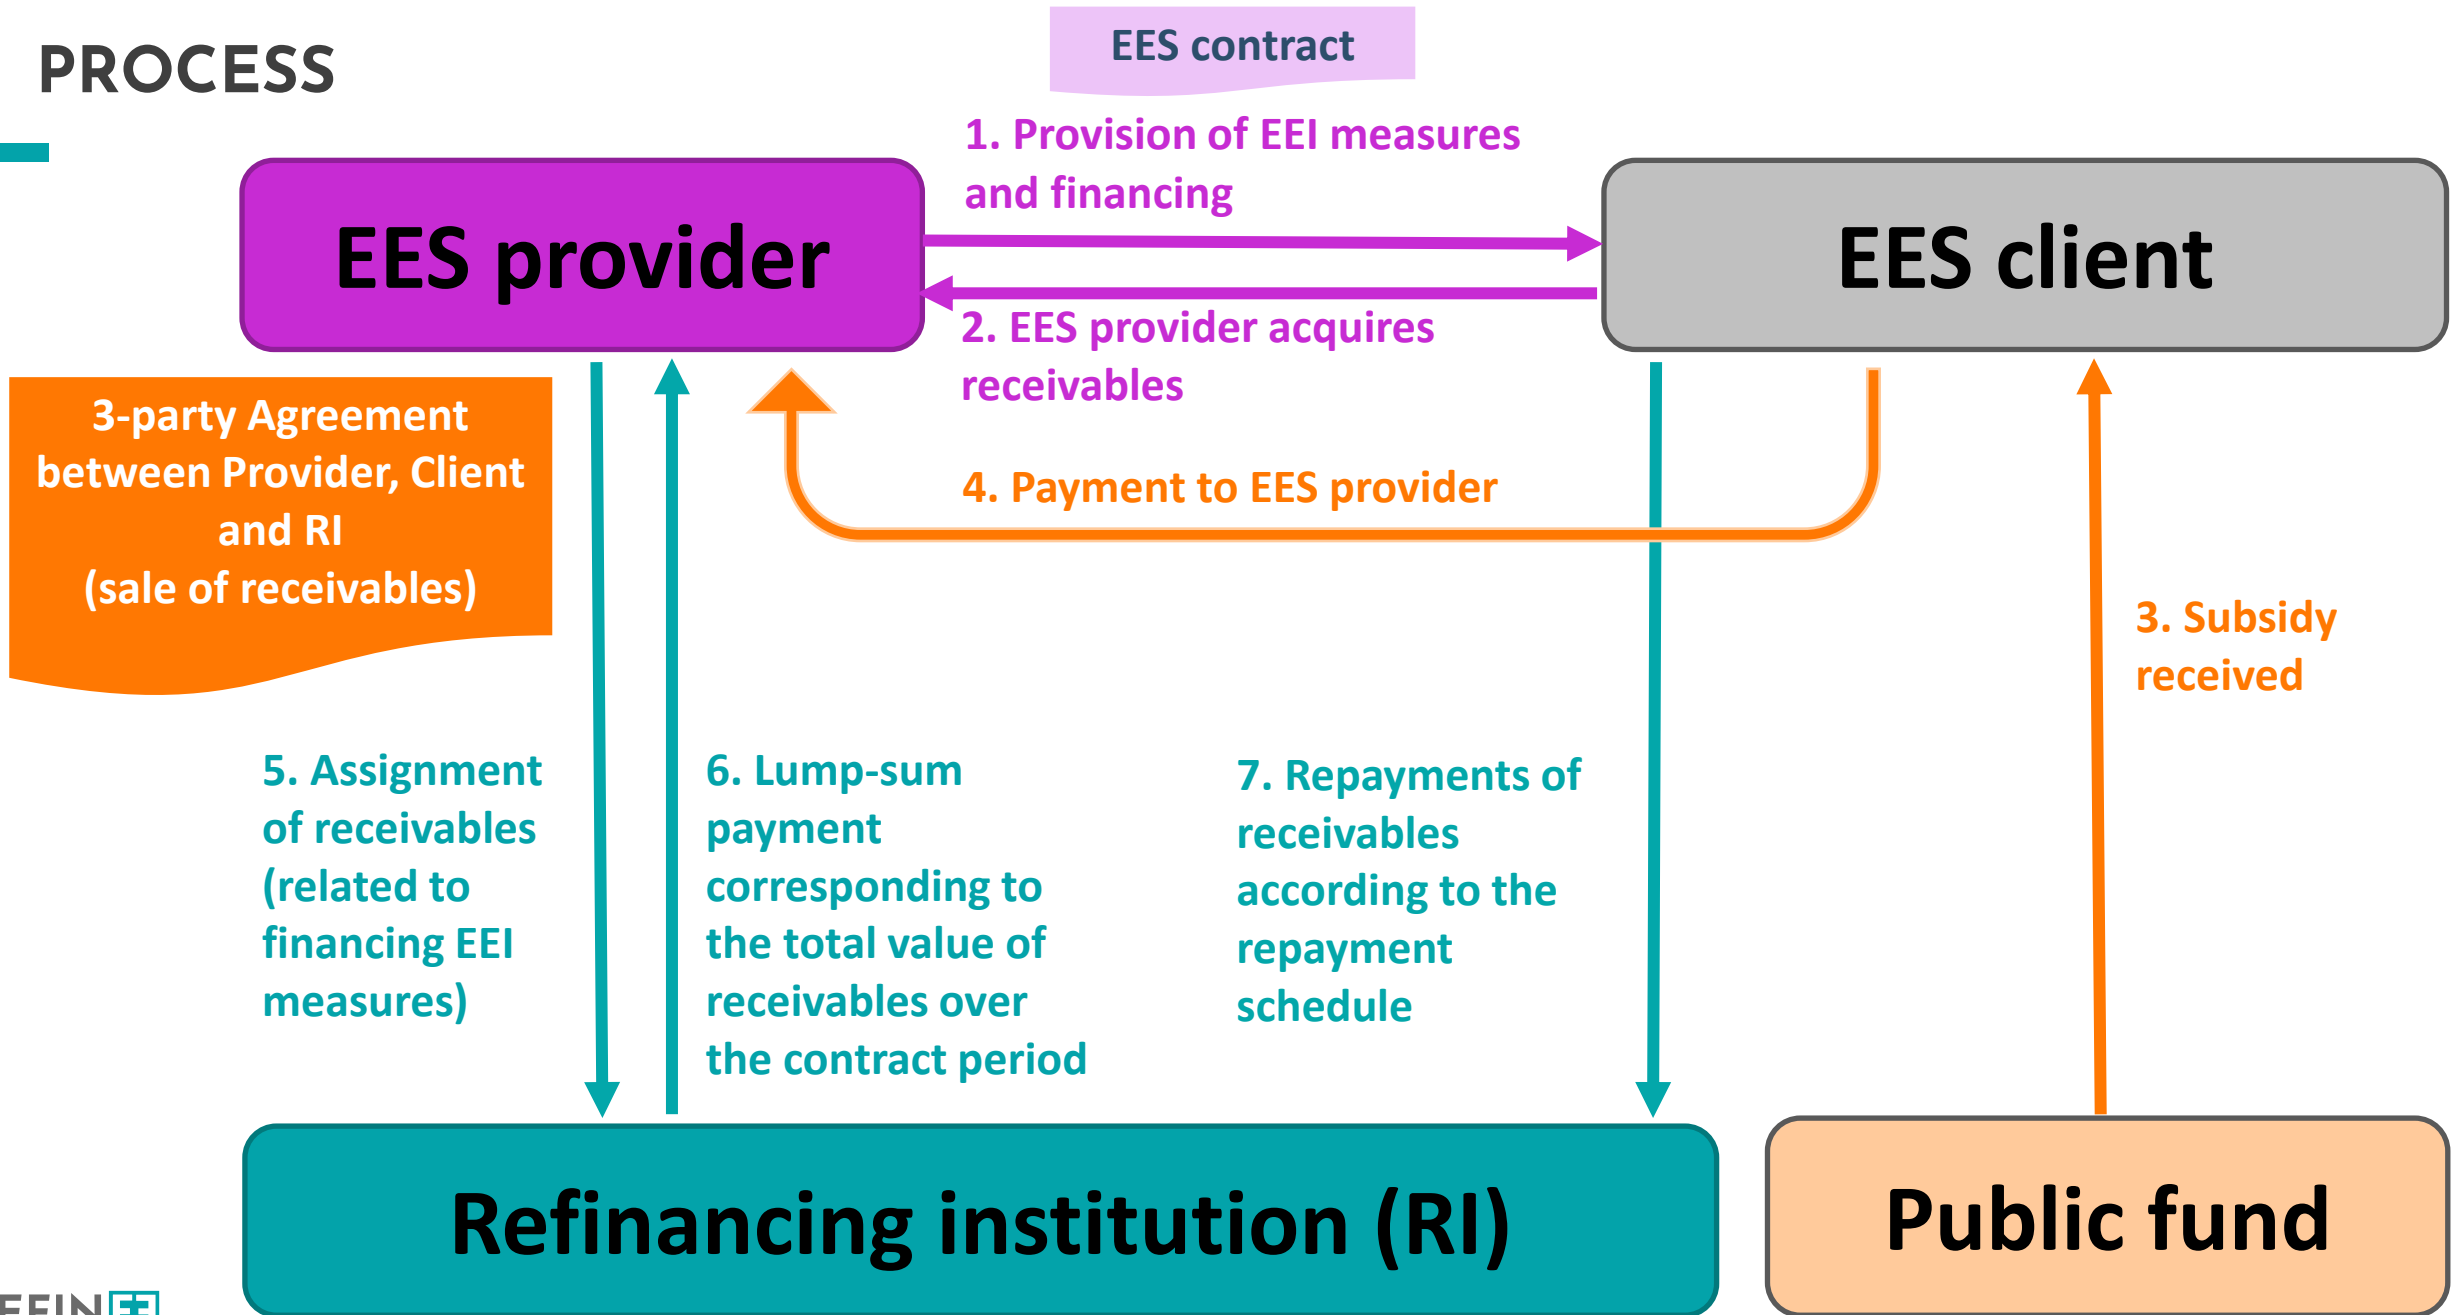 PROCESS
EES contract
1. Provision of EEI measures
and financing
EES provider
EES client
2. EES provider acquires
receivables
3-party Agreement
between Provider, Client
and RI
(sale of receivables)
4. Payment to EES provider
3. Subsidy
received
5. Assignment
of receivables
(related to
financing EEI
measures)
6. Lump-sum
payment
corresponding to
the total value of
receivables over
the contract period
7. Repayments of
receivables
according to the
repayment
schedule
Refinancing institution (RI)
Public fund